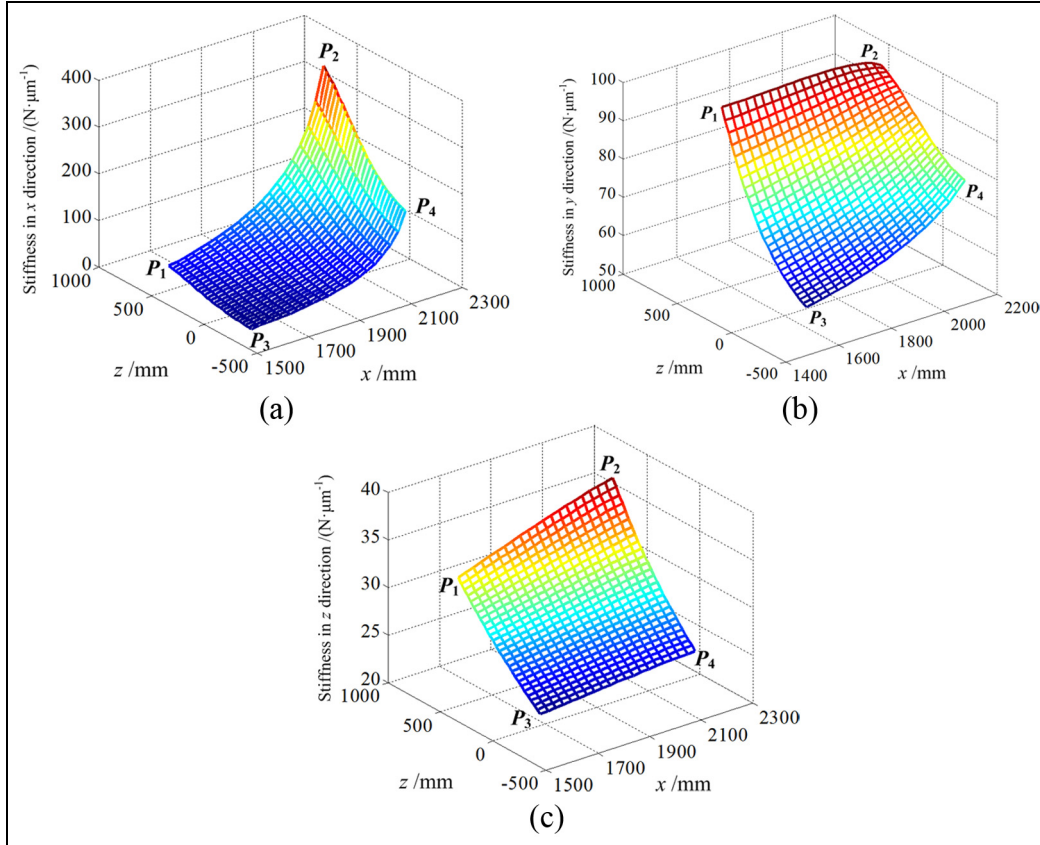 Stiffness in x direction /(N·μm⁻¹)
400
300
200
100
0
1000
500
0
-500
z /mm
1500
1700
1900
2100
2300
x /mm
P₁
P₂
P₃
P₄
(a)
Stiffness in y direction /(N·μm⁻¹)
100
90
80
70
60
50
1000
500
0
-500
z /mm
1400
1600
1800
2000
2200
x /mm
P₁
P₂
P₃
P₄
(b)
Stiffness in z direction /(N·μm⁻¹)
40
35
30
25
20
1000
500
0
-500
z /mm
1500
1700
1900
2100
2300
x /mm
P₁
P₂
P₃
P₄
(c)